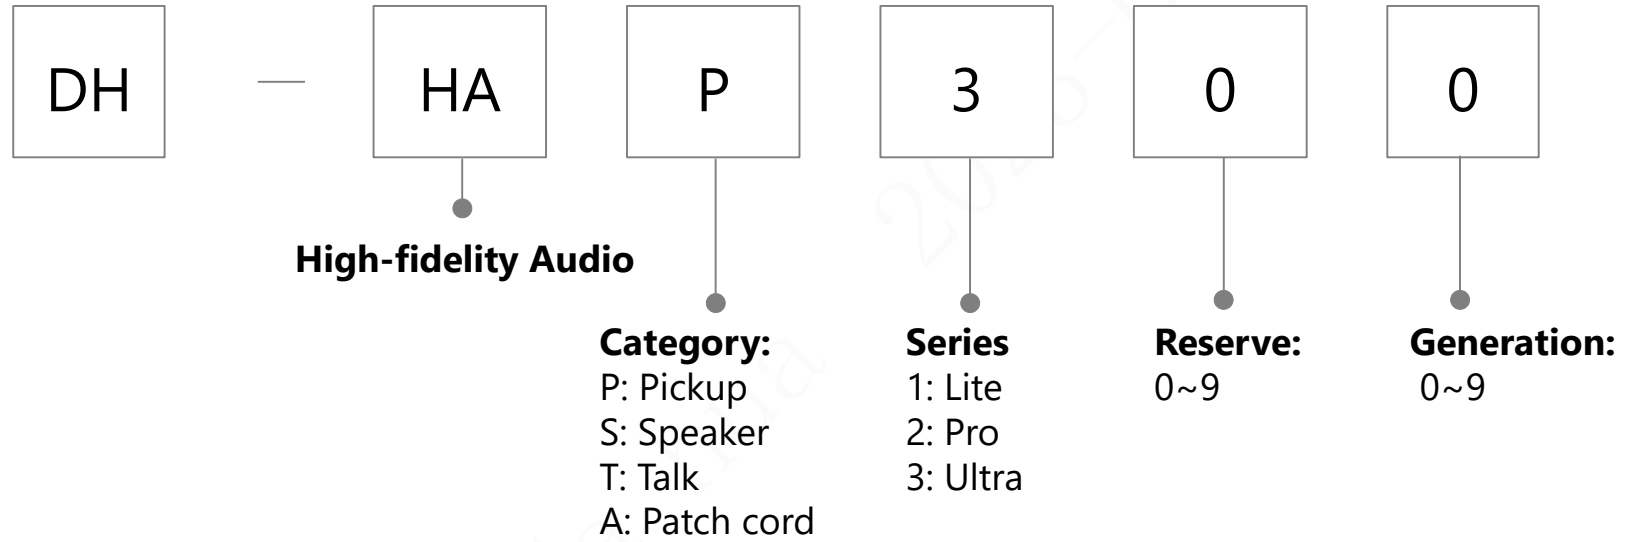 DH — HA P 3 0 0
High-fidelity Audio
Category: Series Reserve: Generation:
P: Pickup 1: Lite 0~9 0~9
S: Speaker 2: Pro
T: Talk 3: Ultra
A: Patch cord